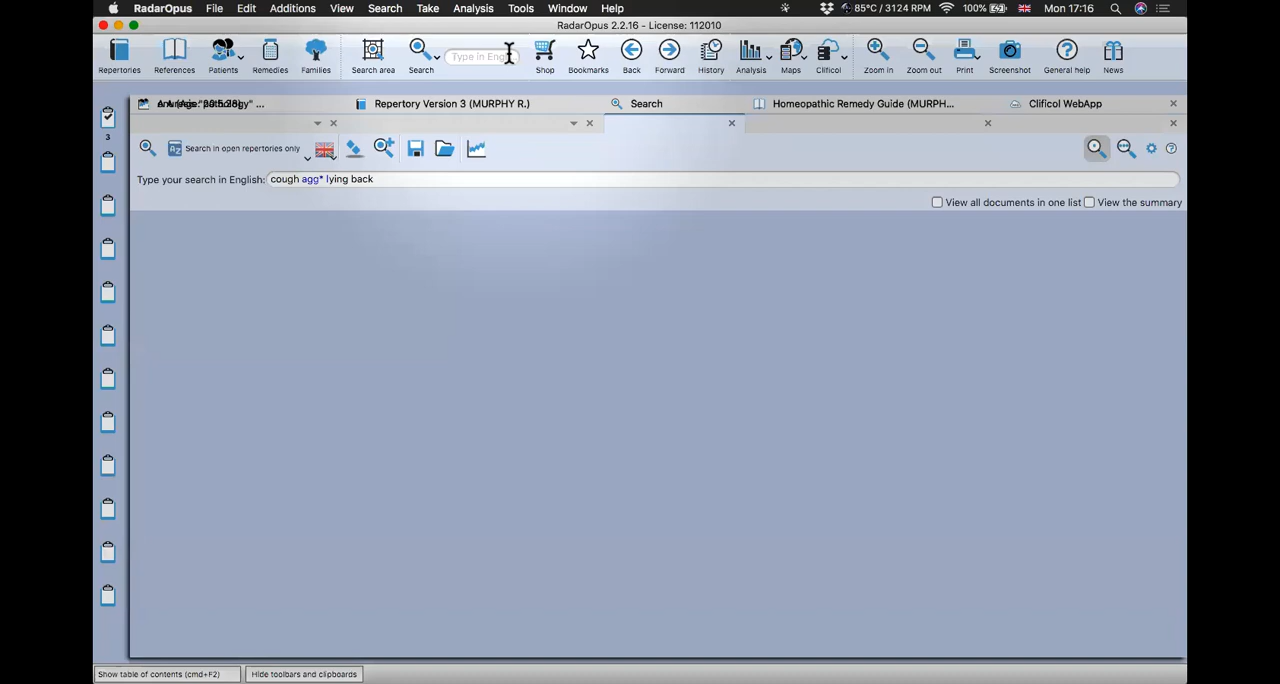 RadarOpus File Edit Additions View Search Take Analysis Tools Window Help 85°C / 3124 RPM 100% Mon 17:16
RadarOpus 2.2.16 - License: 112010
Type in Eng
Repertories References Patients Remedies Families Search area Search Shop Bookmarks Back Forward History Analysis Maps Clificol Zoom in Zoom out Print Screenshot General help News
Repertory Version 3 (MURPHY R.) Search Homeopathic Remedy Guide (MURPH... Clificol WebApp
3
Search in open repertories only
Type your search in English: cough agg* lying back
View all documents in one list View the summary
Show table of contents (cmd+F2) Hide toolbars and clipboards